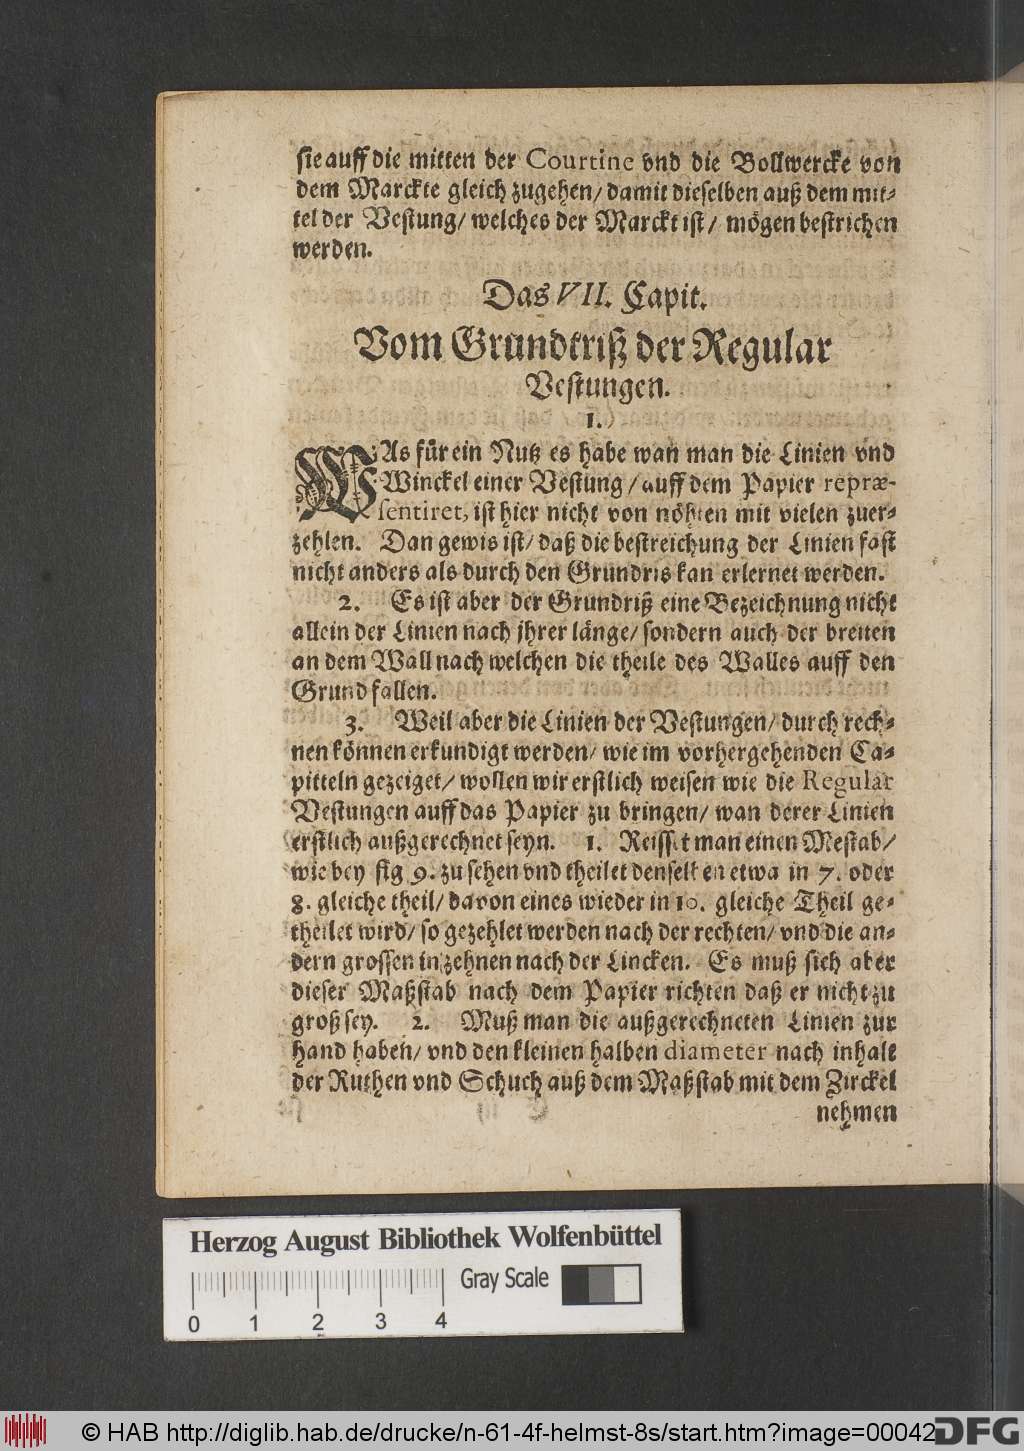 sie auff die mitten der Courtine vnd die Bollwercke von
dem Marckte gleich zugehen/ damit dieselben auß dem mit-
tel der Vestung/ welches der Marckt ist/ mögen bestrichen
werden.
Das VII. Capit.
Vom Grundtriß der Regular
Vestungen.
1.
WAs für ein Nutz es habe wan man die Linien vnd
Winckel einer Vestung/ auff dem Papier repræ-
sentiret, ist hier nicht von nöhten mit vielen zuer-
zehlen. Dan gewis ist/ daß die bestreichung der Linien fast
nicht anders als durch den Grundris kan erlernet werden.
2. Es ist aber der Grundriß eine Bezeichnung nicht
allein der Linien nach jhrer länge/ sondern auch der breiten
an dem Wall nach welchen die theile des Walles auff den
Grund fallen.
3. Weil aber die Linien der Vestungen/ durch rech-
nen können erkundigt werden/ wie im vorhergehenden Ca-
pitteln gezeiget/ wollen wir erstlich weisen wie die Regular
Vestungen auff das Papier zu bringen/ wan derer Linien
erstlich außgerechnet seyn. 1. Reisset man einen Mestab/
wie bey fig 9. zu sehen vnd theilet denselben etwa in 7. oder
8. gleiche theil/ davon eines wieder in 10. gleiche Theil ge-
theilet wird/ so gezehlet werden nach der rechten/ vnd die an-
dern grossen in zehnen nach der Lincken. Es muß sich aber
dieser Maßstab nach dem Papier richten daß er nicht zu
groß sey. 2. Muß man die außgerechneten Linien zur
hand haben/ vnd den kleinen halben diameter nach inhalt
der Ruthen vnd Schuch auß dem Maßstab mit dem Zirckel
nehmen
Herzog August Bibliothek Wolfenbüttel
Gray Scale
0 1 2 3 4
© HAB http://diglib.hab.de/drucke/n-61-4f-helmst-8s/start.htm?image=00042
DFG